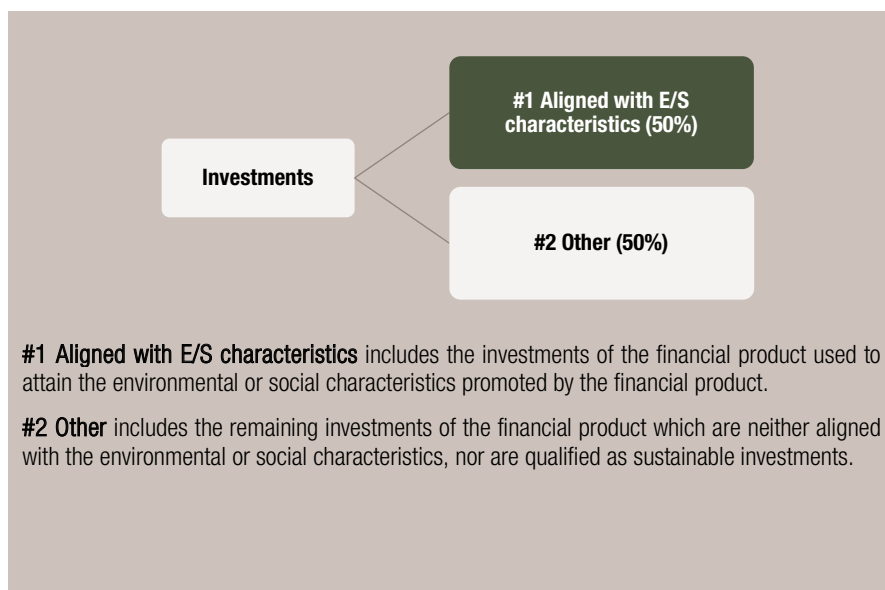 #1 Aligned with E/S
characteristics (50%)
Investments
#2 Other (50%)
#1 Aligned with E/S characteristics includes the investments of the financial product used to
attain the environmental or social characteristics promoted by the financial product.
#2 Other includes the remaining investments of the financial product which are neither aligned
with the environmental or social characteristics, nor are qualified as sustainable investments.